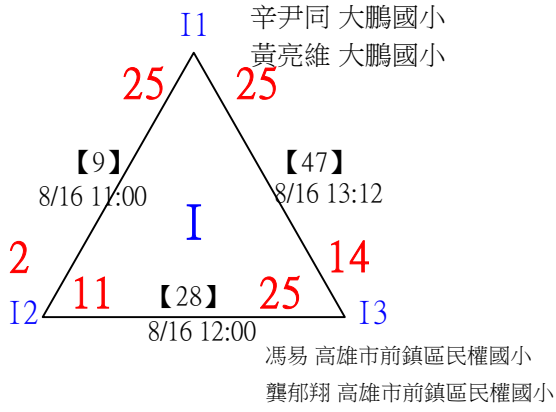 I1
辛尹同 大鵬國小
黃亮維 大鵬國小
25
25
【9】
8/16 11:00
【47】
8/16 13:12
I
2
14
I2
11
【28】
25
I3
8/16 12:00
馮易 高雄市前鎮區民權國小
龔郁翔 高雄市前鎮區民權國小